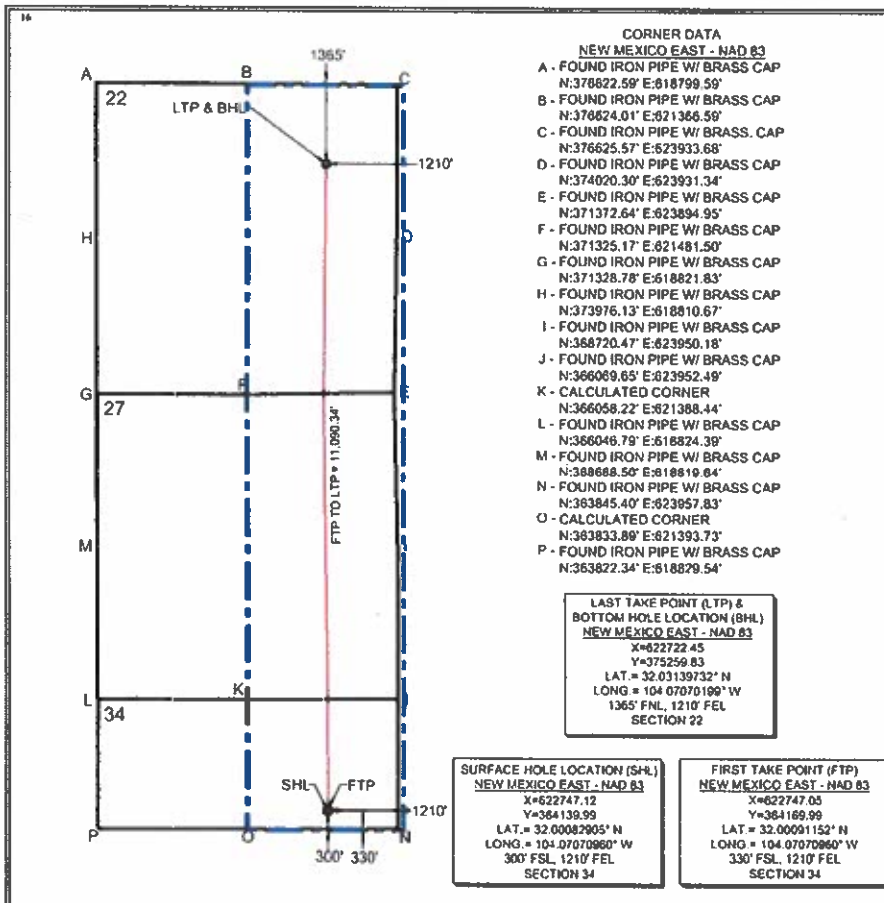 16
CORNER DATA
NEW MEXICO EAST - NAD 83
A - FOUND IRON PIPE W/ BRASS CAP
N:376622.59' E:618799.59'
B - FOUND IRON PIPE W/ BRASS CAP
N:376624.01' E:621366.59'
C - FOUND IRON PIPE W/ BRASS. CAP
N:376625.57' E:623933.68'
D - FOUND IRON PIPE W/ BRASS CAP
N:374020.30' E:623931.34'
E - FOUND IRON PIPE W/ BRASS CAP
N:371372.64' E:623894.95'
F - FOUND IRON PIPE W/ BRASS CAP
N:371325.17' E:621481.50'
G - FOUND IRON PIPE W/ BRASS CAP
N:371328.78' E:618821.83'
H - FOUND IRON PIPE W/ BRASS CAP
N:373976.13' E:618810.67'
I - FOUND IRON PIPE W/ BRASS CAP
N:368720.47' E:623950.18'
J - FOUND IRON PIPE W/ BRASS CAP
N:366069.65' E:623952.49'
K - CALCULATED CORNER
N:366058.22' E:621388.44'
L - FOUND IRON PIPE W/ BRASS CAP
N:366046.79' E:618824.39'
M - FOUND IRON PIPE W/ BRASS CAP
N:368688.50' E:618819.64'
N - FOUND IRON PIPE W/ BRASS CAP
N:363845.40' E:623957.83'
O - CALCULATED CORNER
N:363833.89' E:621393.73'
P - FOUND IRON PIPE W/ BRASS CAP
N:363822.34' E:618829.54'
1365'
A
B
C
22
LTP & BHL
1210'
H
D
G
F
E
27
FTP TO LTP = 11,090.34'
M
L
K
34
SHL
FTP
1210'
P
O
N
300'
330'
LAST TAKE POINT (LTP) &
BOTTOM HOLE LOCATION (BHL)
NEW MEXICO EAST - NAD 83
X=622722.45
Y=375259.83
LAT.= 32.03139732° N
LONG.= 104.07070199° W
1365' FNL, 1210' FEL
SECTION 22
SURFACE HOLE LOCATION (SHL)
NEW MEXICO EAST - NAD 83
X=622747.12
Y=364139.99
LAT.= 32.00082905° N
LONG.= 104.07070960° W
300' FSL, 1210' FEL
SECTION 34
FIRST TAKE POINT (FTP)
NEW MEXICO EAST - NAD 83
X=622747.05
Y=364169.99
LAT.= 32.00091152° N
LONG.= 104.07070960° W
330' FSL, 1210' FEL
SECTION 34